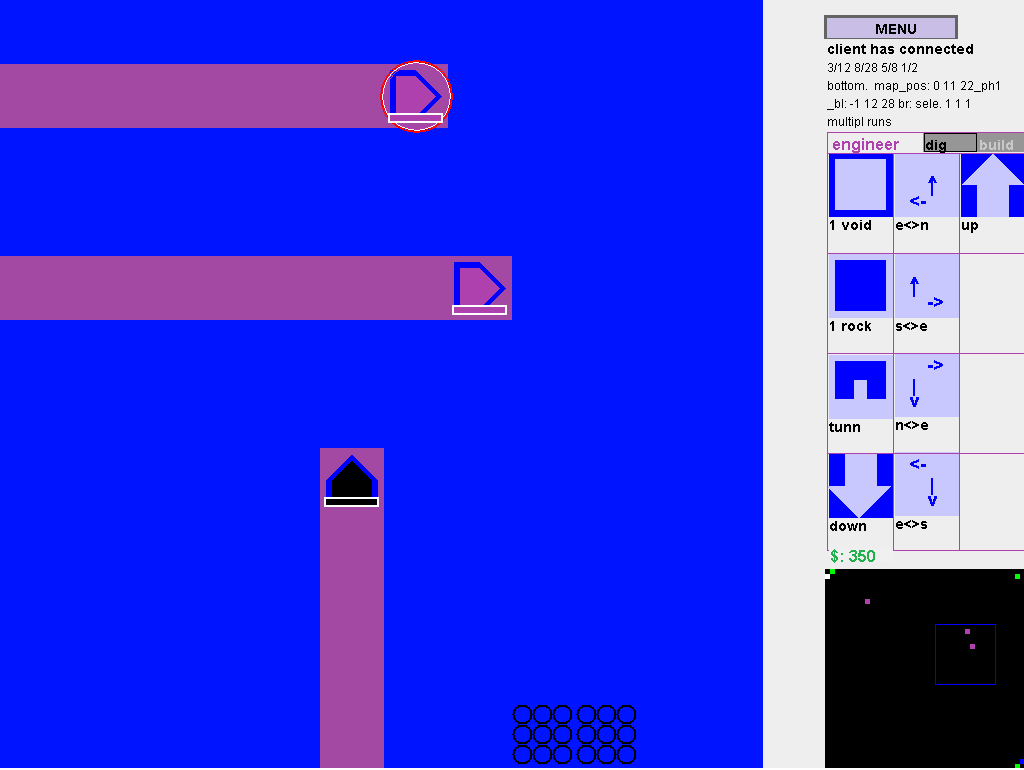 MENU
client has connected
3/12 8/28 5/8 1/2
bottom. map_pos: 0 11 22_ph1
_bl: -1 12 28 br: sele. 1 1 1
multipl runs
engineer dig build
1 void e<>n up
1 rock s<>e
tunn n<>e
down e<>s
$: 350